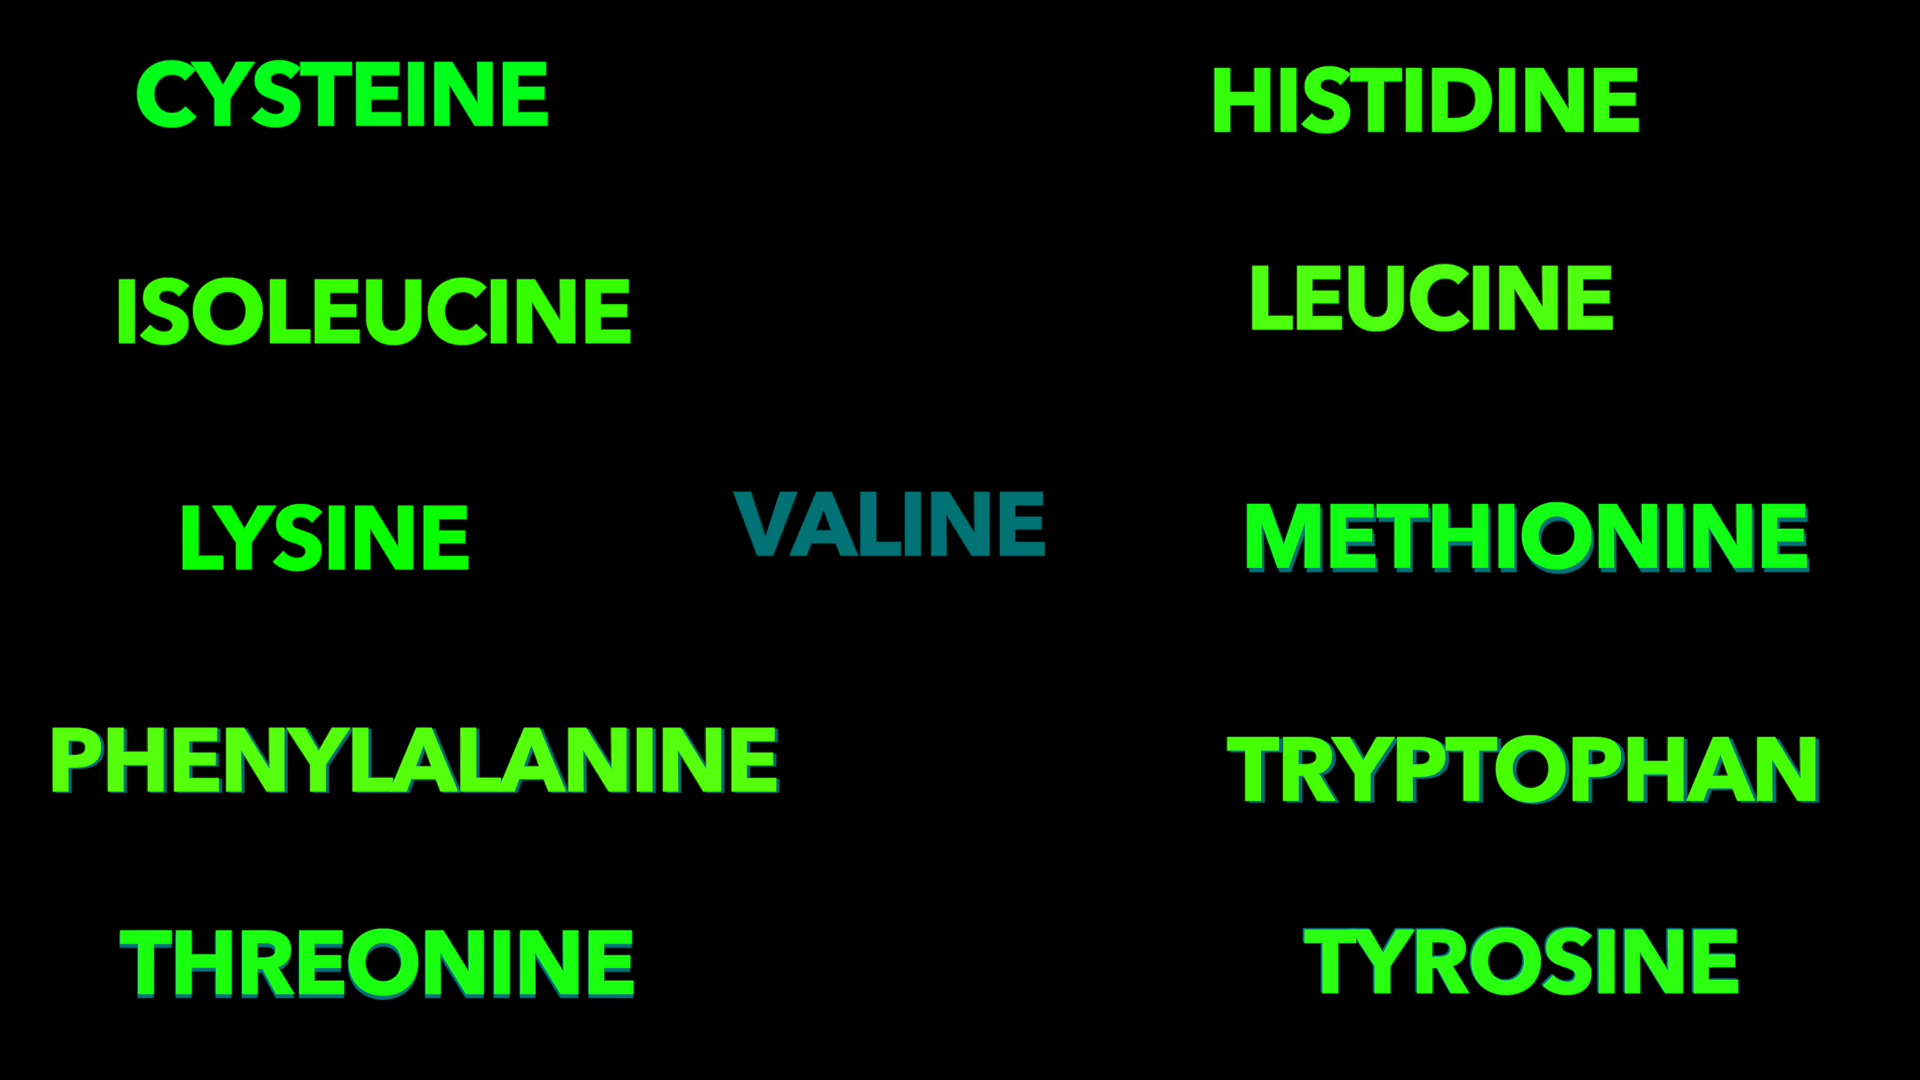 CYSTEINE
HISTIDINE
ISOLEUCINE
LEUCINE
LYSINE
VALINE
METHIONINE
PHENYLALANINE
TRYPTOPHAN
THREONINE
TYROSINE